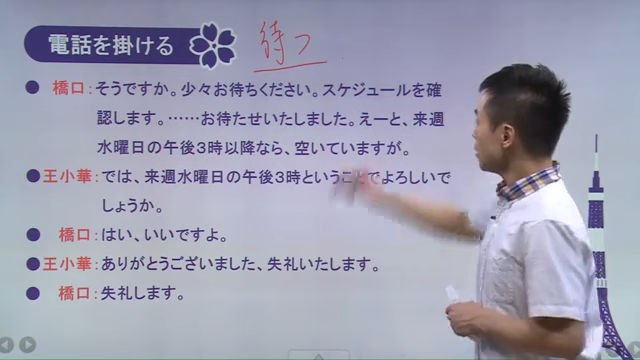 電話を掛ける
待つ
橋口:そうですか。少々お待ちください。スケジュールを確
認します。……お待たせいたしました。えーと、来週
水曜日の午後3時以降なら、空いていますが。
王小華:では、来週水曜日の午後3時ということでよろしいで
しょうか。
橋口:はい、いいですよ。
王小華:ありがとうございました、失礼いたします。
橋口:失礼します。